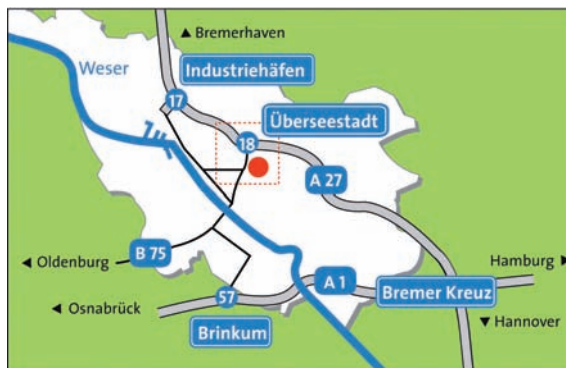 ▲ Bremerhaven
Weser
Industriehäfen
17
Überseestadt
18
A 27
B 75
◄ Oldenburg
Hamburg ►
A 1
57
Bremer Kreuz
◄ Osnabrück
▼ Hannover
Brinkum